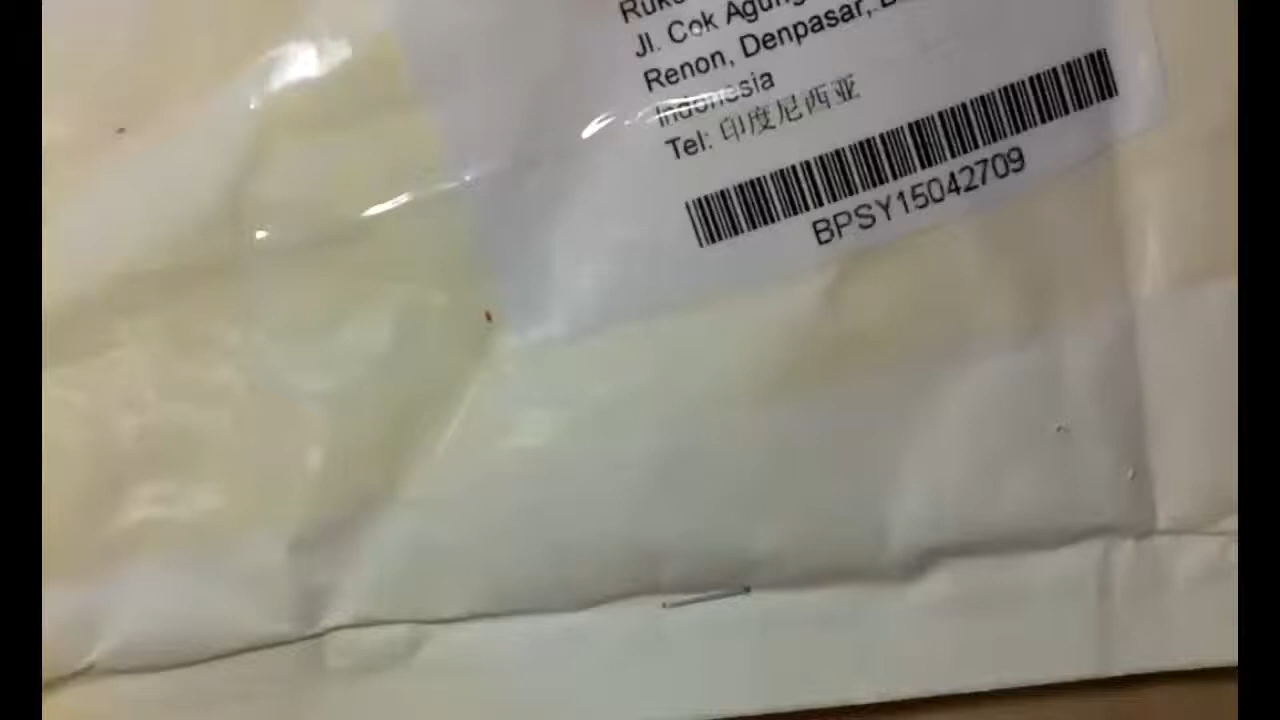 Jl. Cok Agung
Renon, Denpasar,
Indonesia
Tel: 印度尼西亚
BPSY15042709